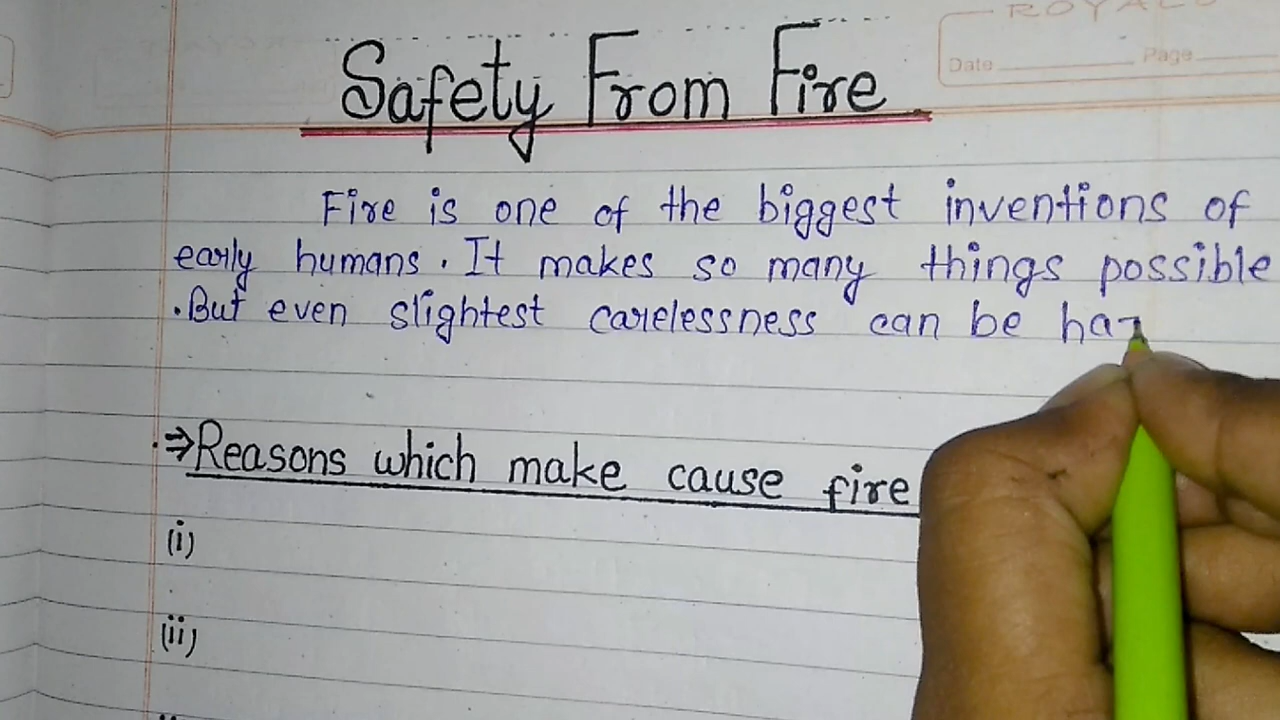 ROYAL
Date
Page
Safety From Fire
Fire is one of the biggest inventions of
early humans. It makes so many things possible
.But even slightest carelessness can be
⇒Reasons which make cause fire
(i)
(ii)